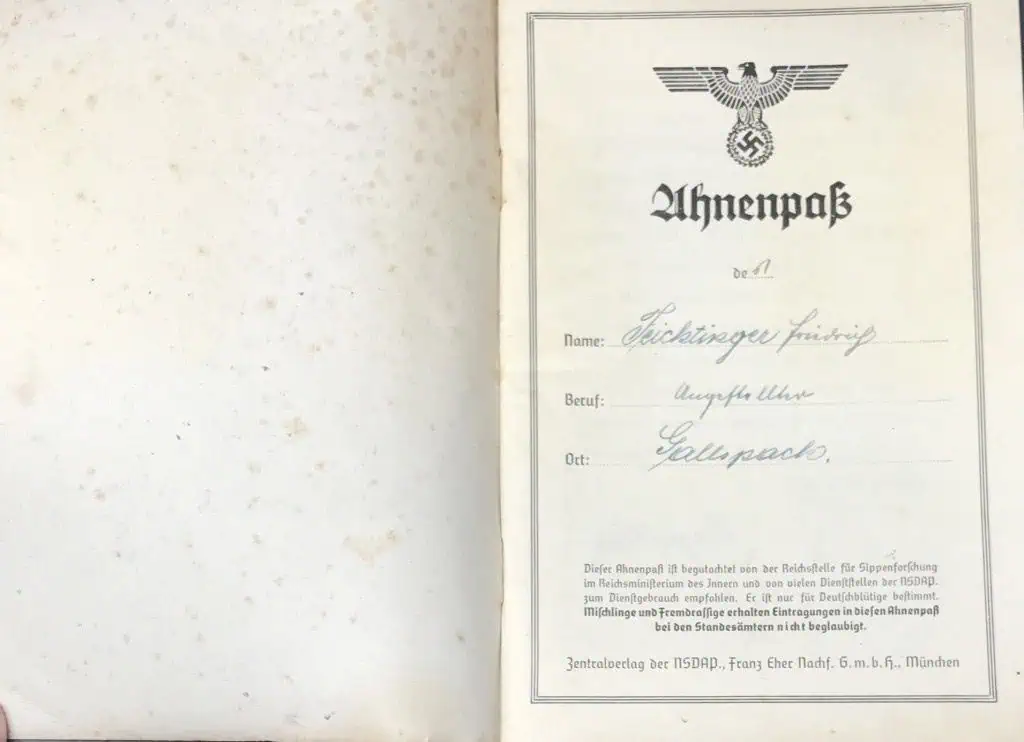 Ahnenpaß
des
Name: Feichtinger Friedrich
Beruf: Angestellter
Ort: Gallspach.
Dieser Ahnenpaß ist begutachtet von der Reichsstelle für Sippenforschung
im Reichsministerium des Innern und von vielen Dienststellen der NSDAP.
zum Dienstgebrauch empfohlen. Er ist nur für Deutschblütige bestimmt.
Mischlinge und Fremdrassige erhalten Eintragungen in diesen Ahnenpaß
bei den Standesämtern nicht beglaubigt.
Zentralverlag der NSDAP., Franz Eher Nachf. G.m.b.H., München